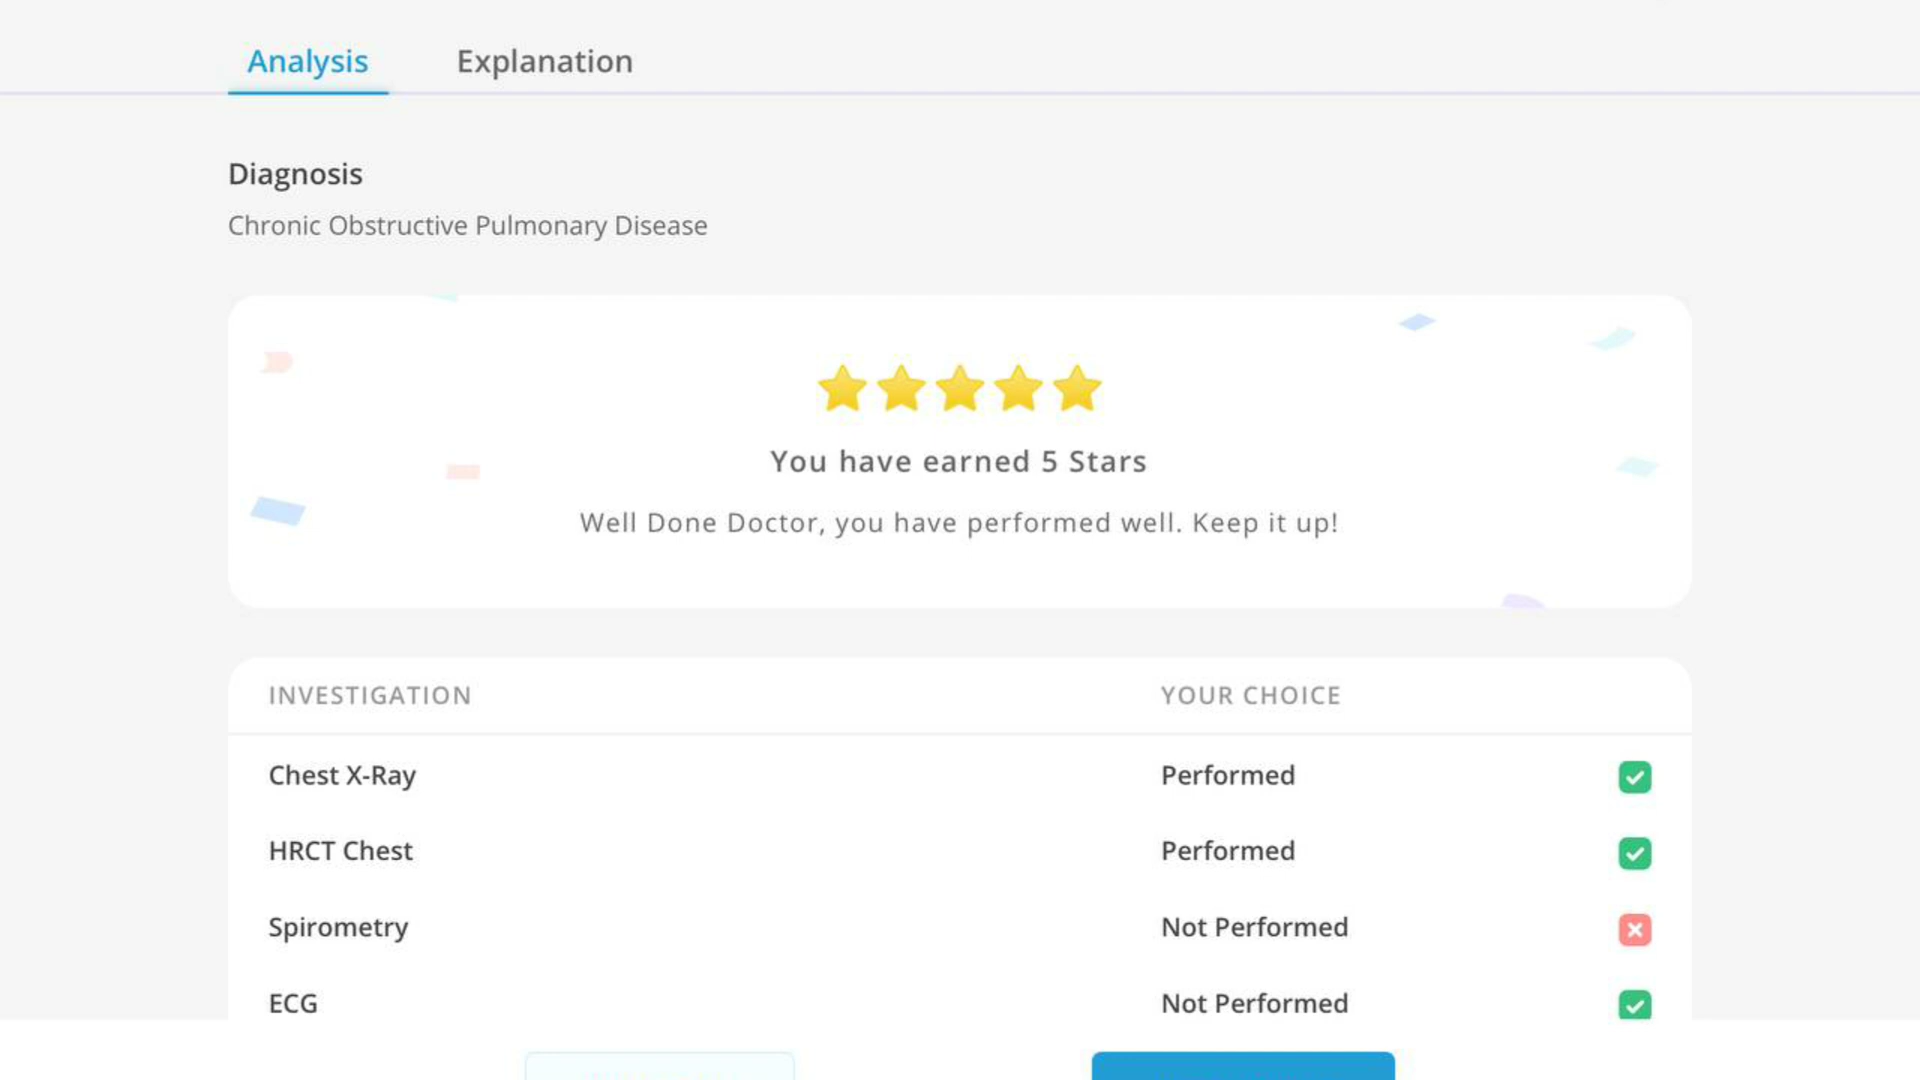 Analysis Explanation
Diagnosis
Chronic Obstructive Pulmonary Disease
You have earned 5 Stars
Well Done Doctor, you have performed well. Keep it up!
INVESTIGATION YOUR CHOICE
Chest X-Ray Performed
HRCT Chest Performed
Spirometry Not Performed
ECG Not Performed